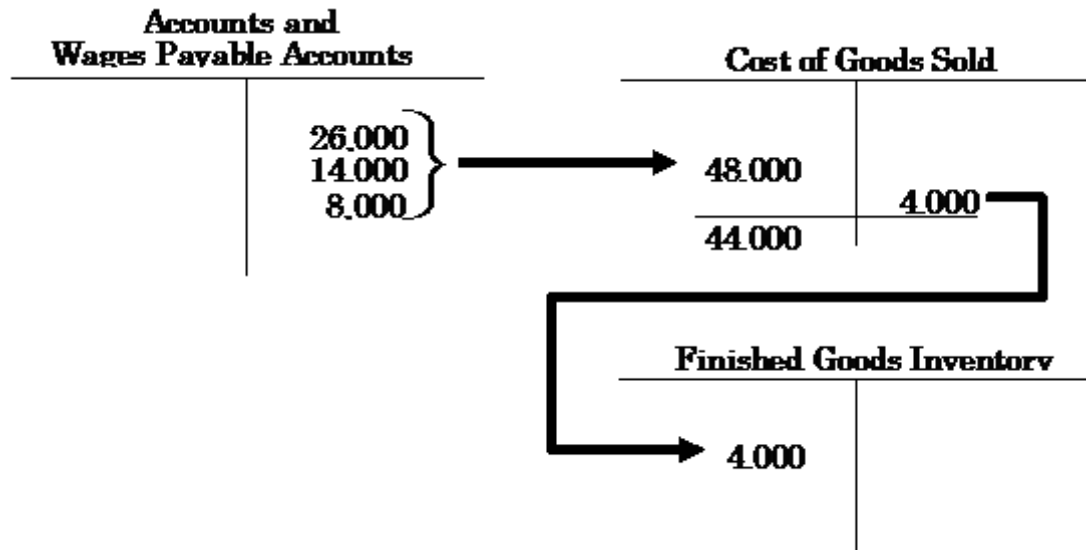 Accounts and
Wages Payable Accounts
26.000
14.000
8.000
Cost of Goods Sold
48.000
4.000
44.000
Finished Goods Inventory
4.000